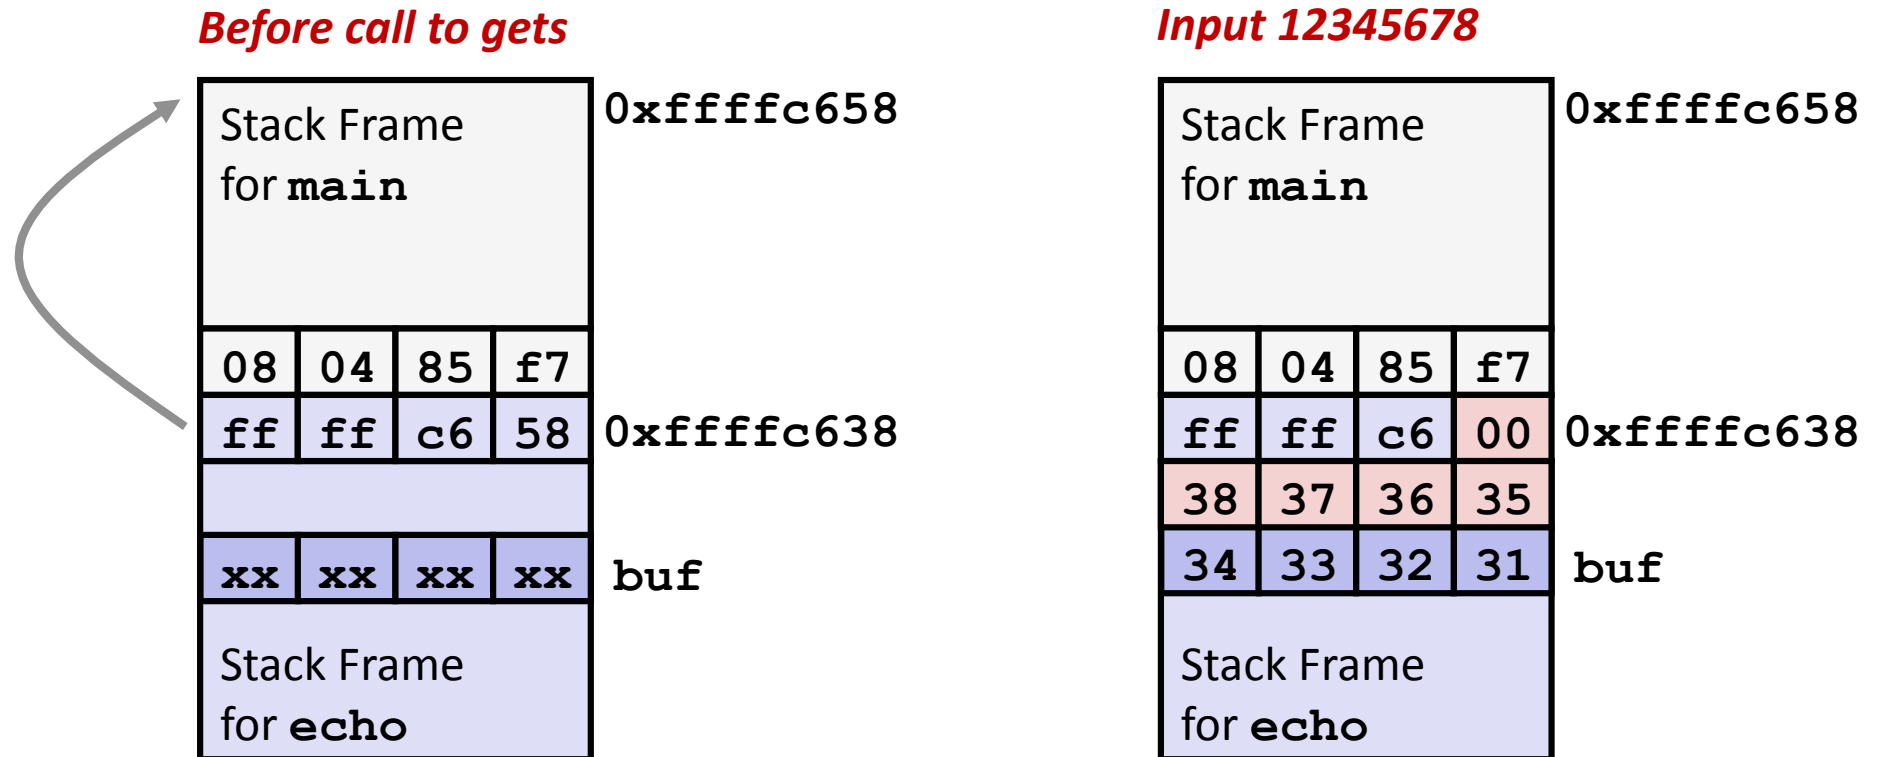 Before call to gets
Stack Frame
for main
0xffffc658
08 04 85 f7
ff ff c6 58 0xffffc638
xx xx xx xx buf
Stack Frame
for echo
Input 12345678
Stack Frame
for main
0xffffc658
08 04 85 f7
ff ff c6 00 0xffffc638
38 37 36 35
34 33 32 31 buf
Stack Frame
for echo